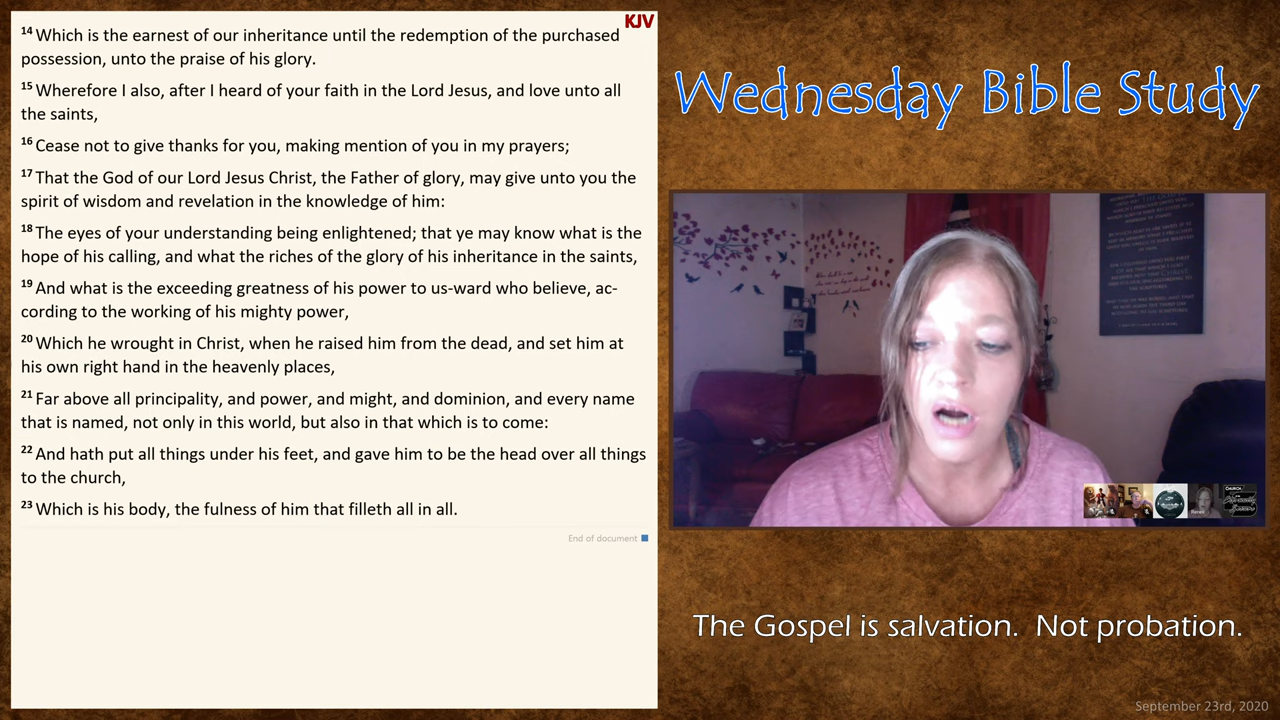 KJV
14 Which is the earnest of our inheritance until the redemption of the purchased
possession, unto the praise of his glory.
15 Wherefore I also, after I heard of your faith in the Lord Jesus, and love unto all
the saints,
16 Cease not to give thanks for you, making mention of you in my prayers;
17 That the God of our Lord Jesus Christ, the Father of glory, may give unto you the
spirit of wisdom and revelation in the knowledge of him:
18 The eyes of your understanding being enlightened; that ye may know what is the
hope of his calling, and what the riches of the glory of his inheritance in the saints,
19 And what is the exceeding greatness of his power to us-ward who believe, ac-
cording to the working of his mighty power,
20 Which he wrought in Christ, when he raised him from the dead, and set him at
his own right hand in the heavenly places,
21 Far above all principality, and power, and might, and dominion, and every name
that is named, not only in this world, but also in that which is to come:
22 And hath put all things under his feet, and gave him to be the head over all things
to the church,
23 Which is his body, the fulness of him that filleth all in all.
End of document
Wednesday Bible Study
Renee
CHURCH
The Gospel is salvation. Not probation.
September 23rd, 2020